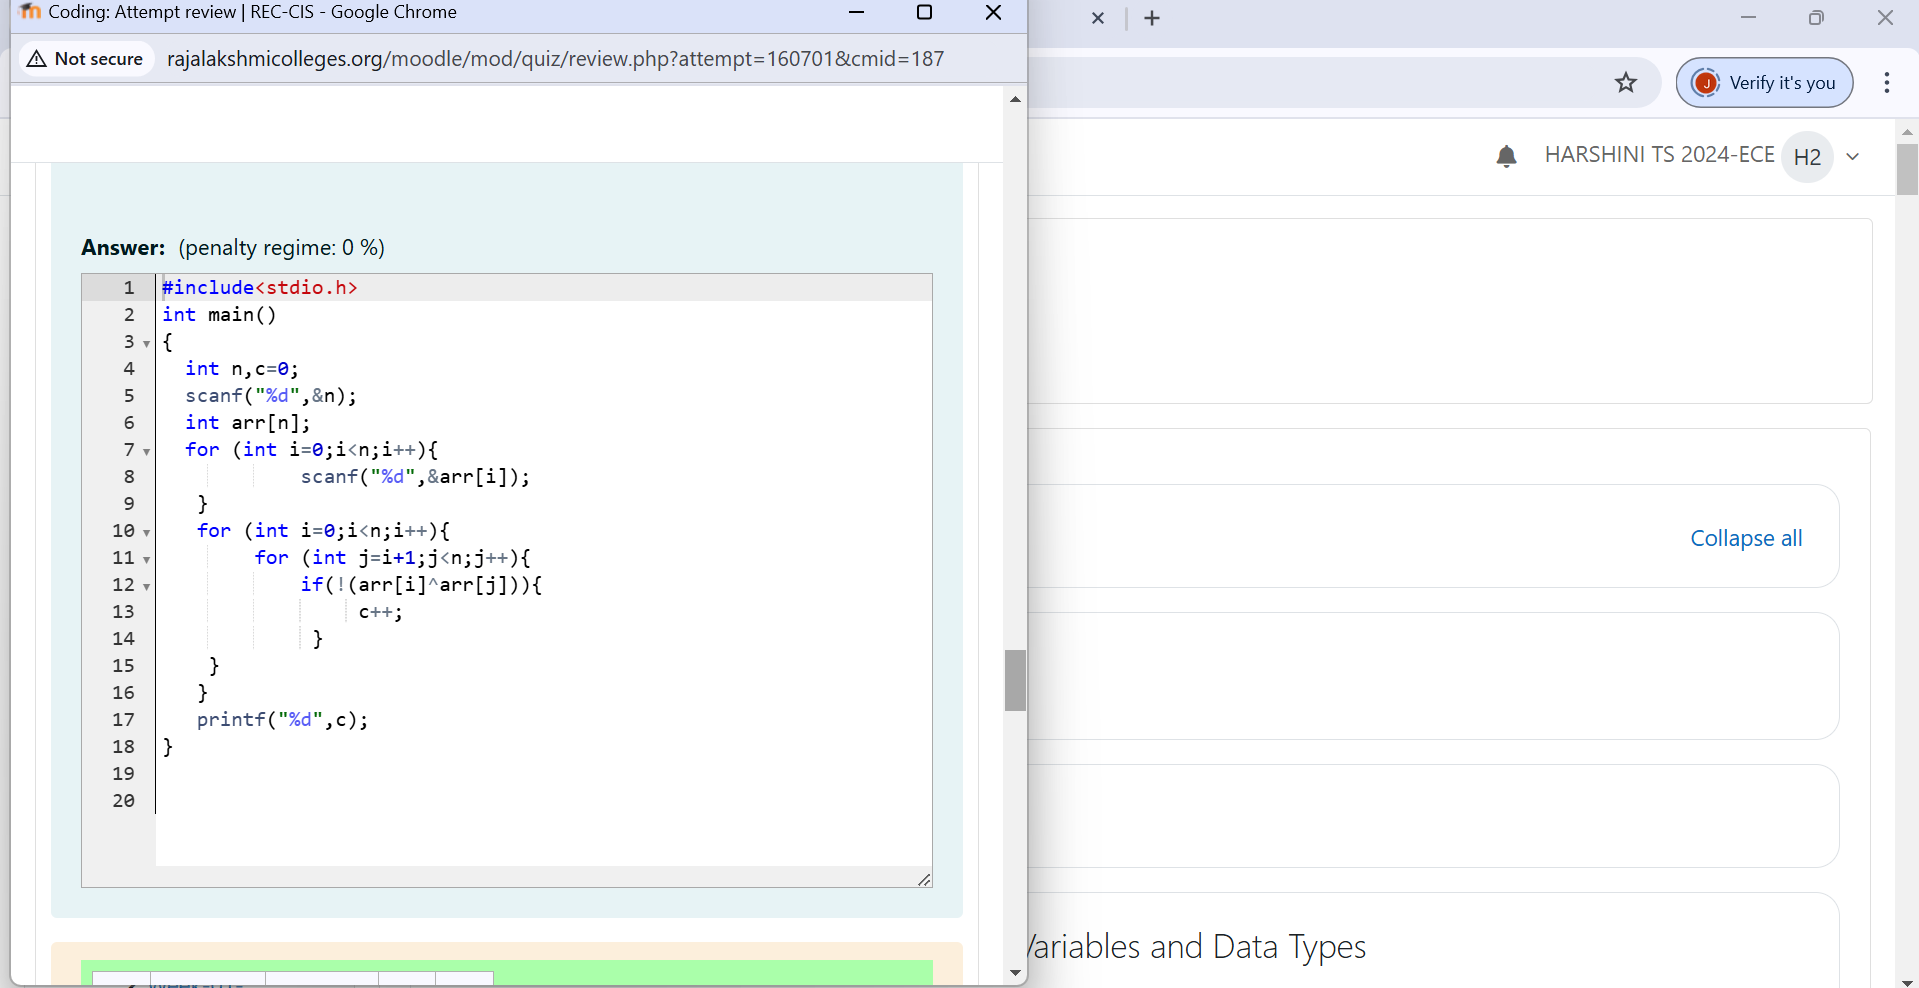 Coding: Attempt review | REC-CIS - Google Chrome
Not secure
rajalakshmicolleges.org/moodle/mod/quiz/review.php?attempt=160701&cmid=187
J
Verify it's you
HARSHINI TS 2024-ECE
H2
Answer: (penalty regime: 0 %)
1 #include<stdio.h>
2 int main()
3 {
4 int n,c=0;
5 scanf("%d",&n);
6 int arr[n];
7 for (int i=0;i<n;i++){
8 scanf("%d",&arr[i]);
9 }
10 for (int i=0;i<n;i++){
11 for (int j=i+1;j<n;j++){
12 if(!(arr[i]^arr[j])){
13 c++;
14 }
15 }
16 }
17 printf("%d",c);
18 }
19
20
Collapse all
Variables and Data Types